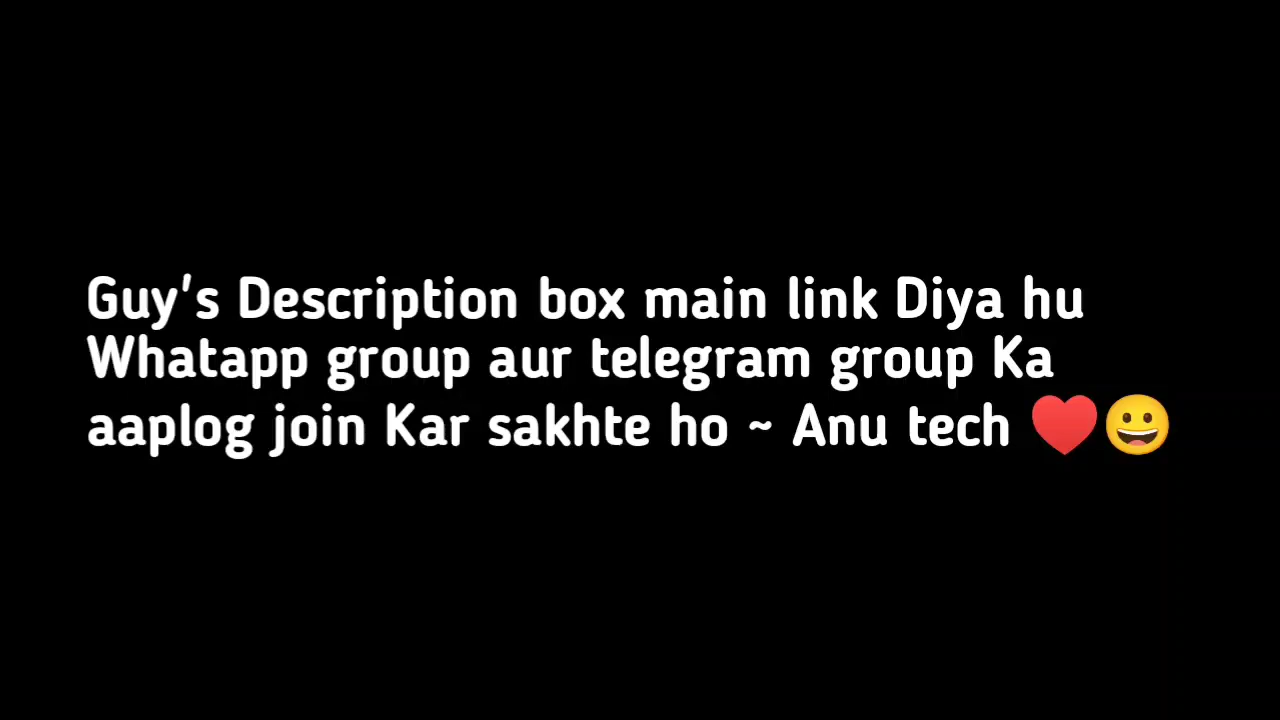 Guy's Description box main link Diya hu
Whatapp group aur telegram group Ka
aaplog join Kar sakhte ho ~ Anu tech ♥️😀